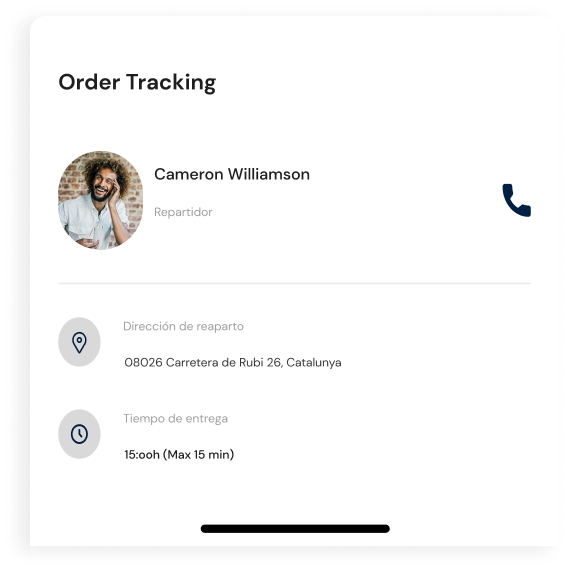 Order Tracking
Cameron Williamson
Repartidor
Dirección de reaparto
08026 Carretera de Rubi 26, Catalunya
Tiempo de entrega
15:ooh (Max 15 min)